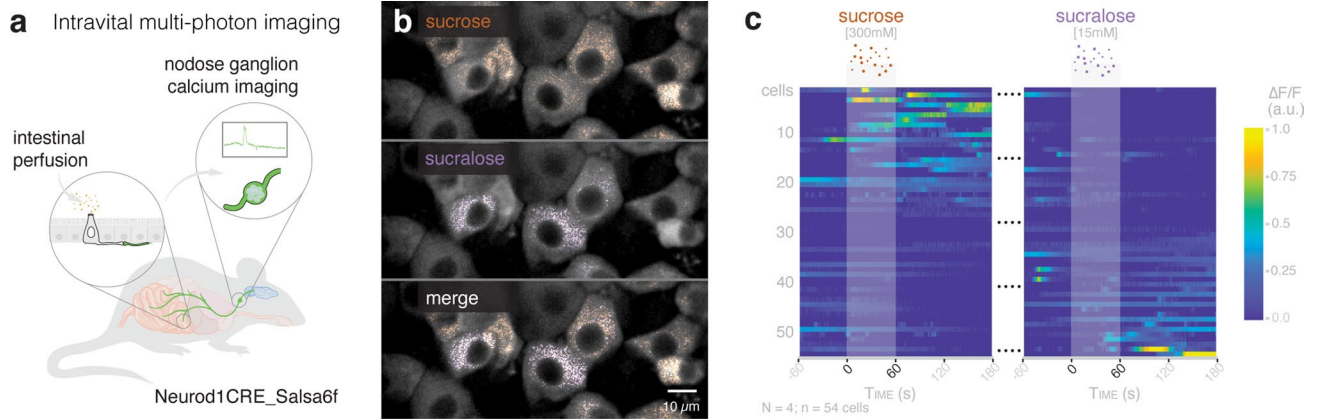 a Intravital multi-photon imaging
nodose ganglion
calcium imaging
intestinal
perfusion
Neurod1CRE_Salsa6f
b
sucrose
sucralose
merge
10 µm
c
sucrose
[300mM]
sucralose
[15mM]
cells
10
20
30
40
50
-60 0 60 120 180
TIME (s)
-60 0 60 120 180
TIME (s)
ΔF/F
(a.u.)
1.0
0.75
0.5
0.25
0.0
N = 4; n = 54 cells